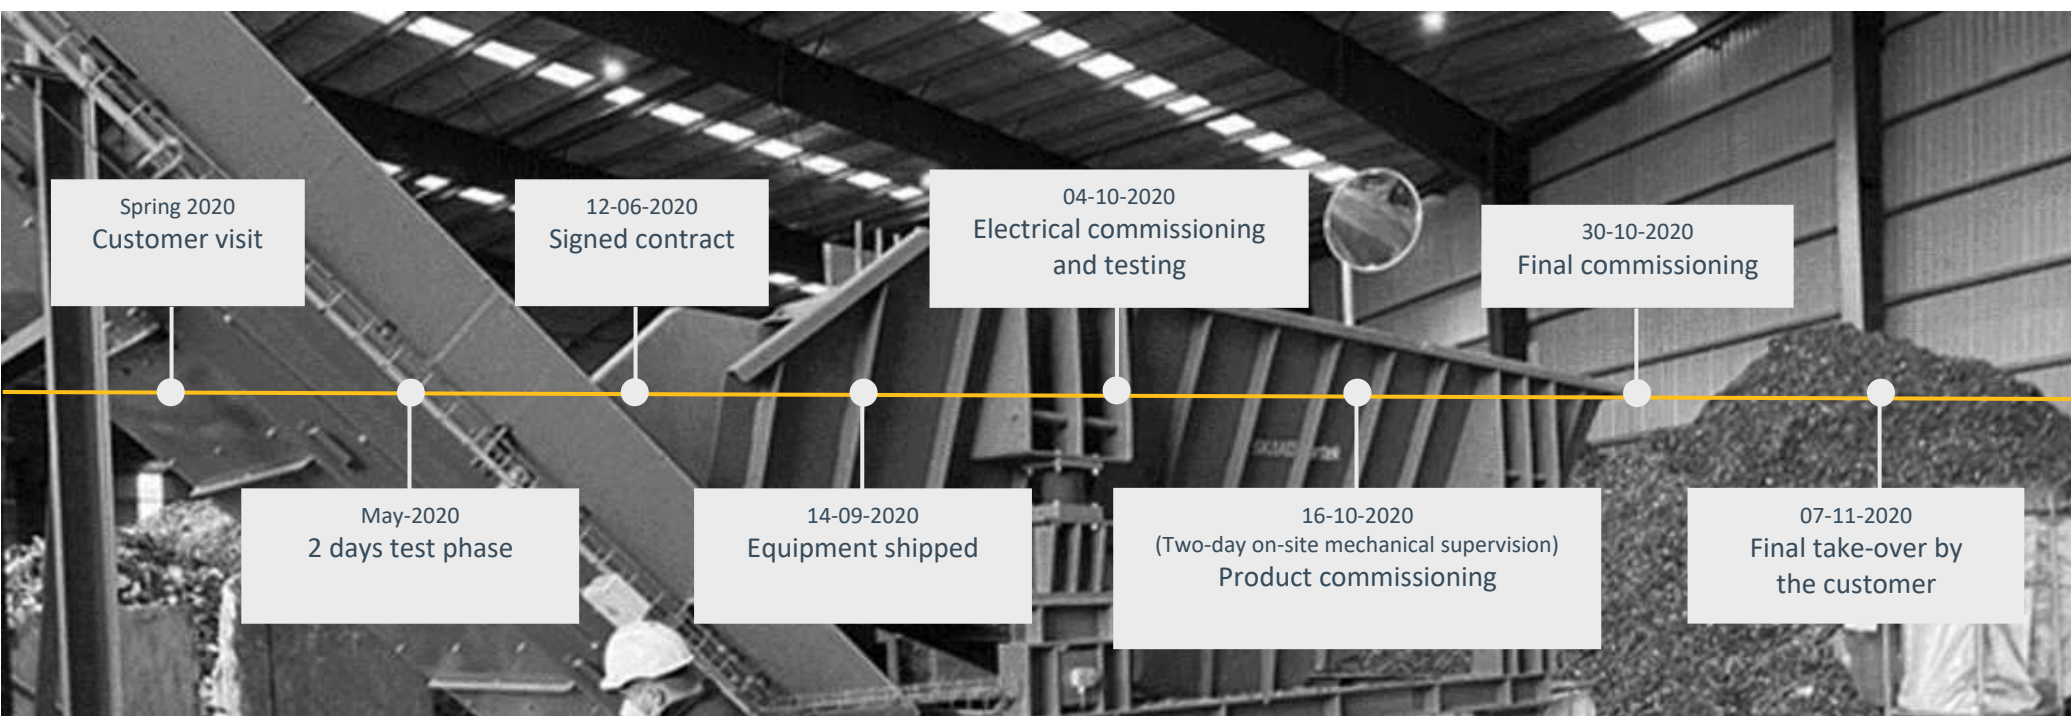 Spring 2020
Customer visit
May-2020
2 days test phase
12-06-2020
Signed contract
14-09-2020
Equipment shipped
04-10-2020
Electrical commissioning
and testing
16-10-2020
(Two-day on-site mechanical supervision)
Product commissioning
30-10-2020
Final commissioning
07-11-2020
Final take-over by
the customer